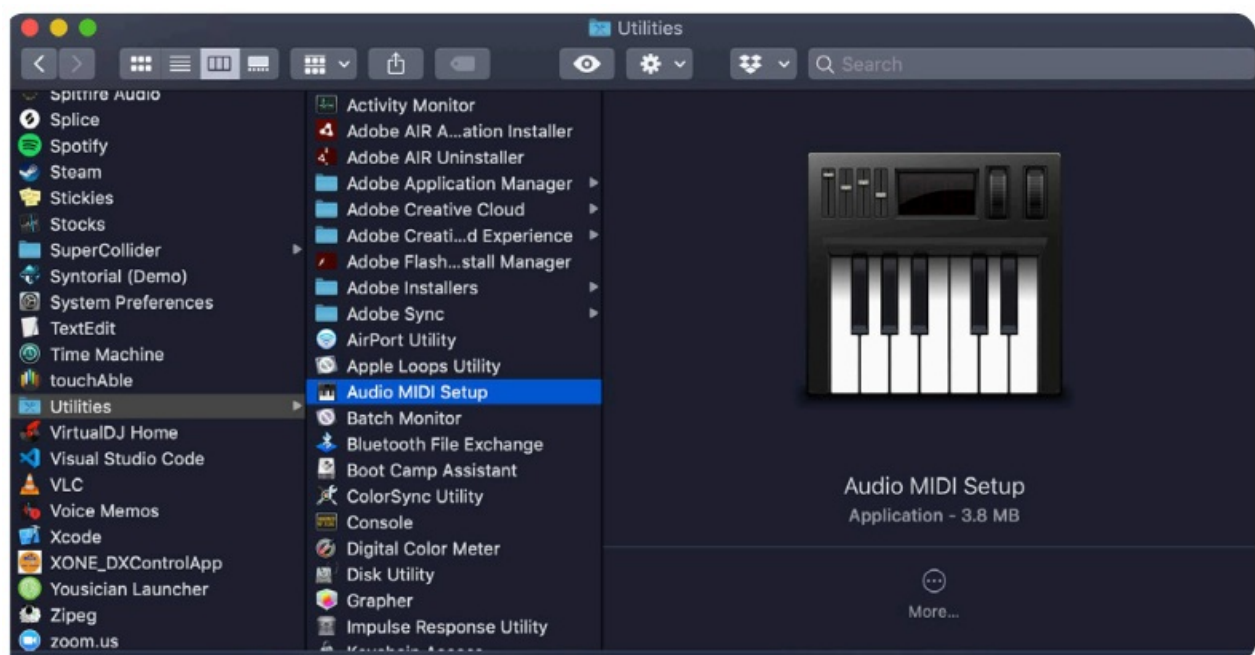 Utilities
Search
Spitfire Audio
Splice
Spotify
Steam
Stickies
Stocks
SuperCollider
Syntorial (Demo)
System Preferences
TextEdit
Time Machine
touchAble
Utilities
VirtualDJ Home
Visual Studio Code
VLC
Voice Memos
Xcode
XONE_DXControlApp
Yousician Launcher
Zipeg
zoom.us
Activity Monitor
Adobe AIR A...ation Installer
Adobe AIR Uninstaller
Adobe Application Manager
Adobe Creative Cloud
Adobe Creati...d Experience
Adobe Flash...stall Manager
Adobe Installers
Adobe Sync
AirPort Utility
Apple Loops Utility
Audio MIDI Setup
Batch Monitor
Bluetooth File Exchange
Boot Camp Assistant
ColorSync Utility
Console
Digital Color Meter
Disk Utility
Grapher
Impulse Response Utility
Keychain Access
Audio MIDI Setup
Application - 3.8 MB
More...